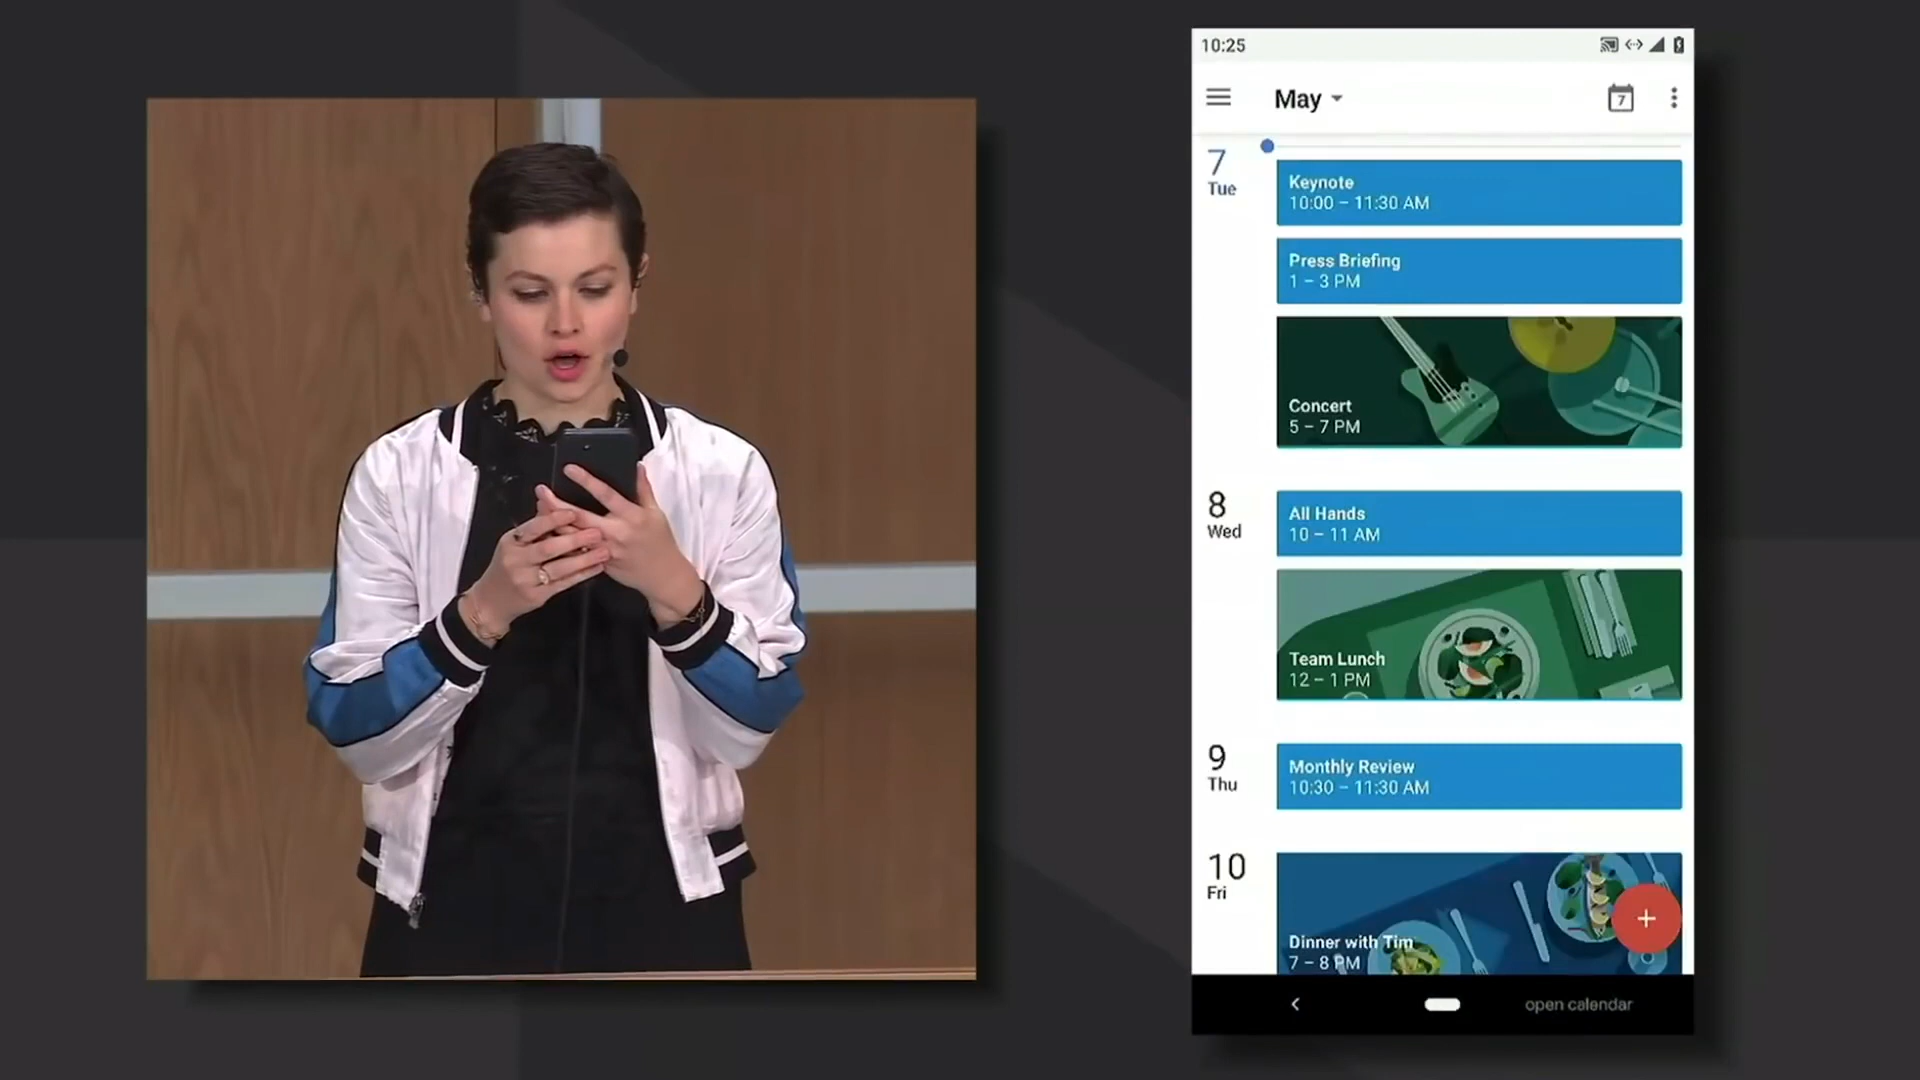 10:25
May
7
7
Tue
Keynote
10:00 – 11:30 AM
Press Briefing
1 – 3 PM
Concert
5 – 7 PM
8
Wed
All Hands
10 – 11 AM
Team Lunch
12 – 1 PM
9
Thu
Monthly Review
10:30 – 11:30 AM
10
Fri
Dinner with Tim
7 – 8 PM
open calendar